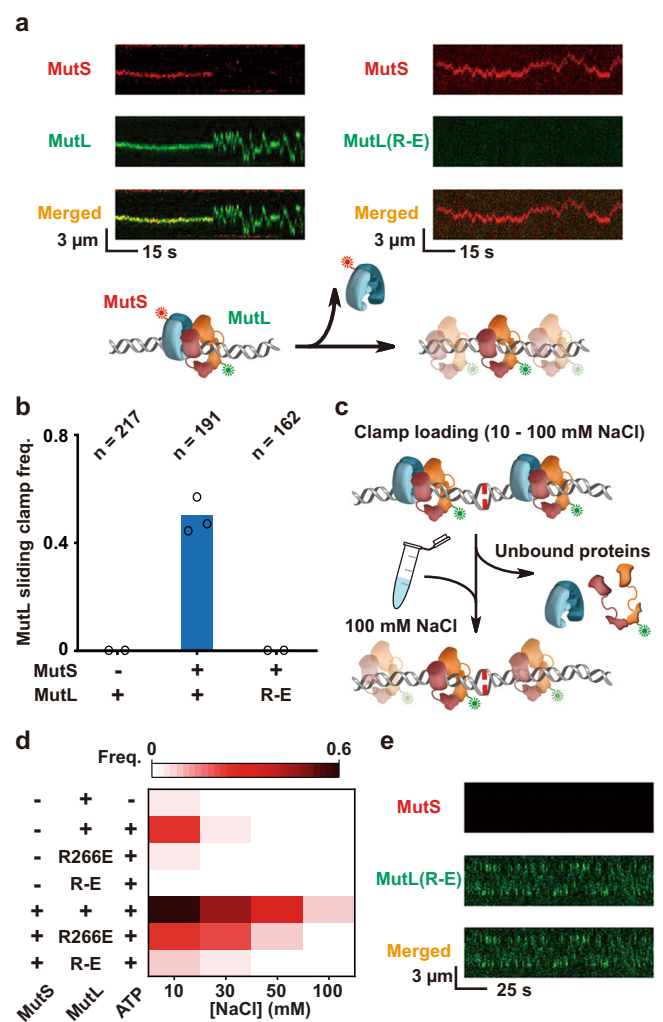 a
MutS
MutL
Merged
3 µm
15 s
MutS
MutL(R-E)
Merged
3 µm
15 s
MutS
MutL
b
n = 217
n = 191
n = 162
0.8
0.4
0
MutL sliding clamp freq.
MutS - + +
MutL + + R-E
c
Clamp loading (10 - 100 mM NaCl)
Unbound proteins
100 mM NaCl
d
Freq.
0 0.6
- + -
- + +
- R266E +
- R-E +
+ + +
+ R266E +
+ R-E +
MutS MutL ATP
10 30 50 100
[NaCl] (mM)
e
MutS
MutL(R-E)
Merged
3 µm
25 s